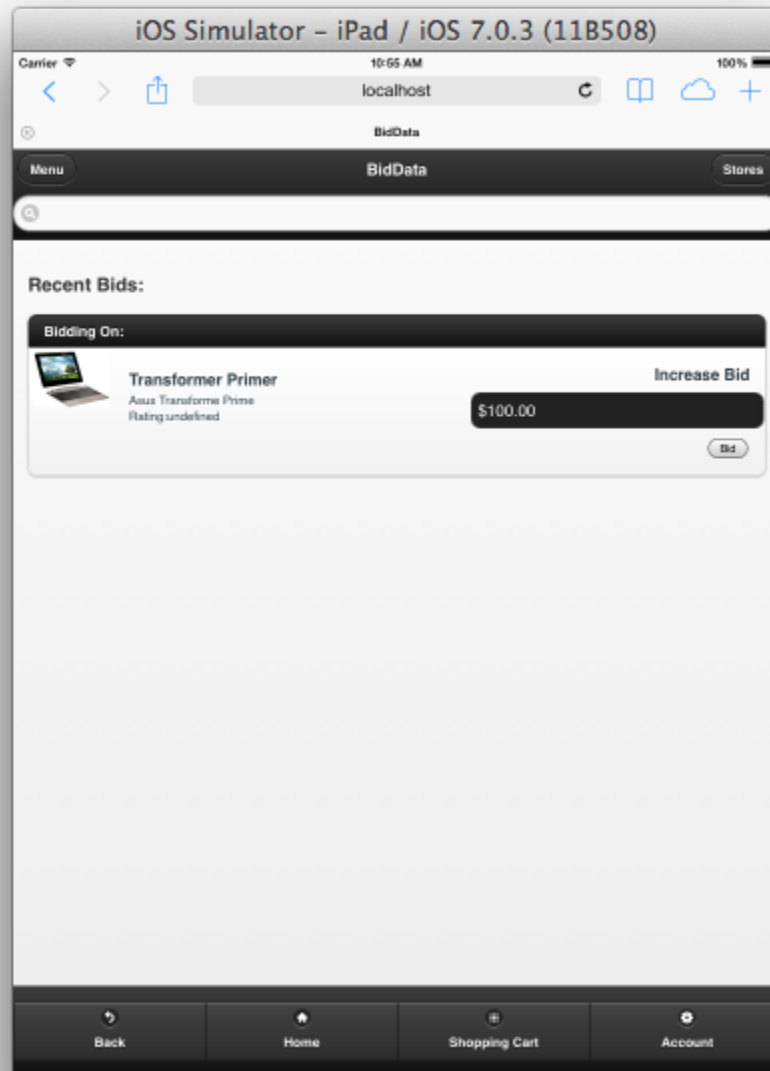 iOS Simulator – iPad / iOS 7.0.3 (11B508)
Carrier 10:55 AM 100%
localhost
BidData
Menu BidData Stores
Recent Bids:
Bidding On:
Transformer Primer
Asus Transforme Prime
Rating:undefined
Increase Bid
$100.00
Bid
Back Home Shopping Cart Account